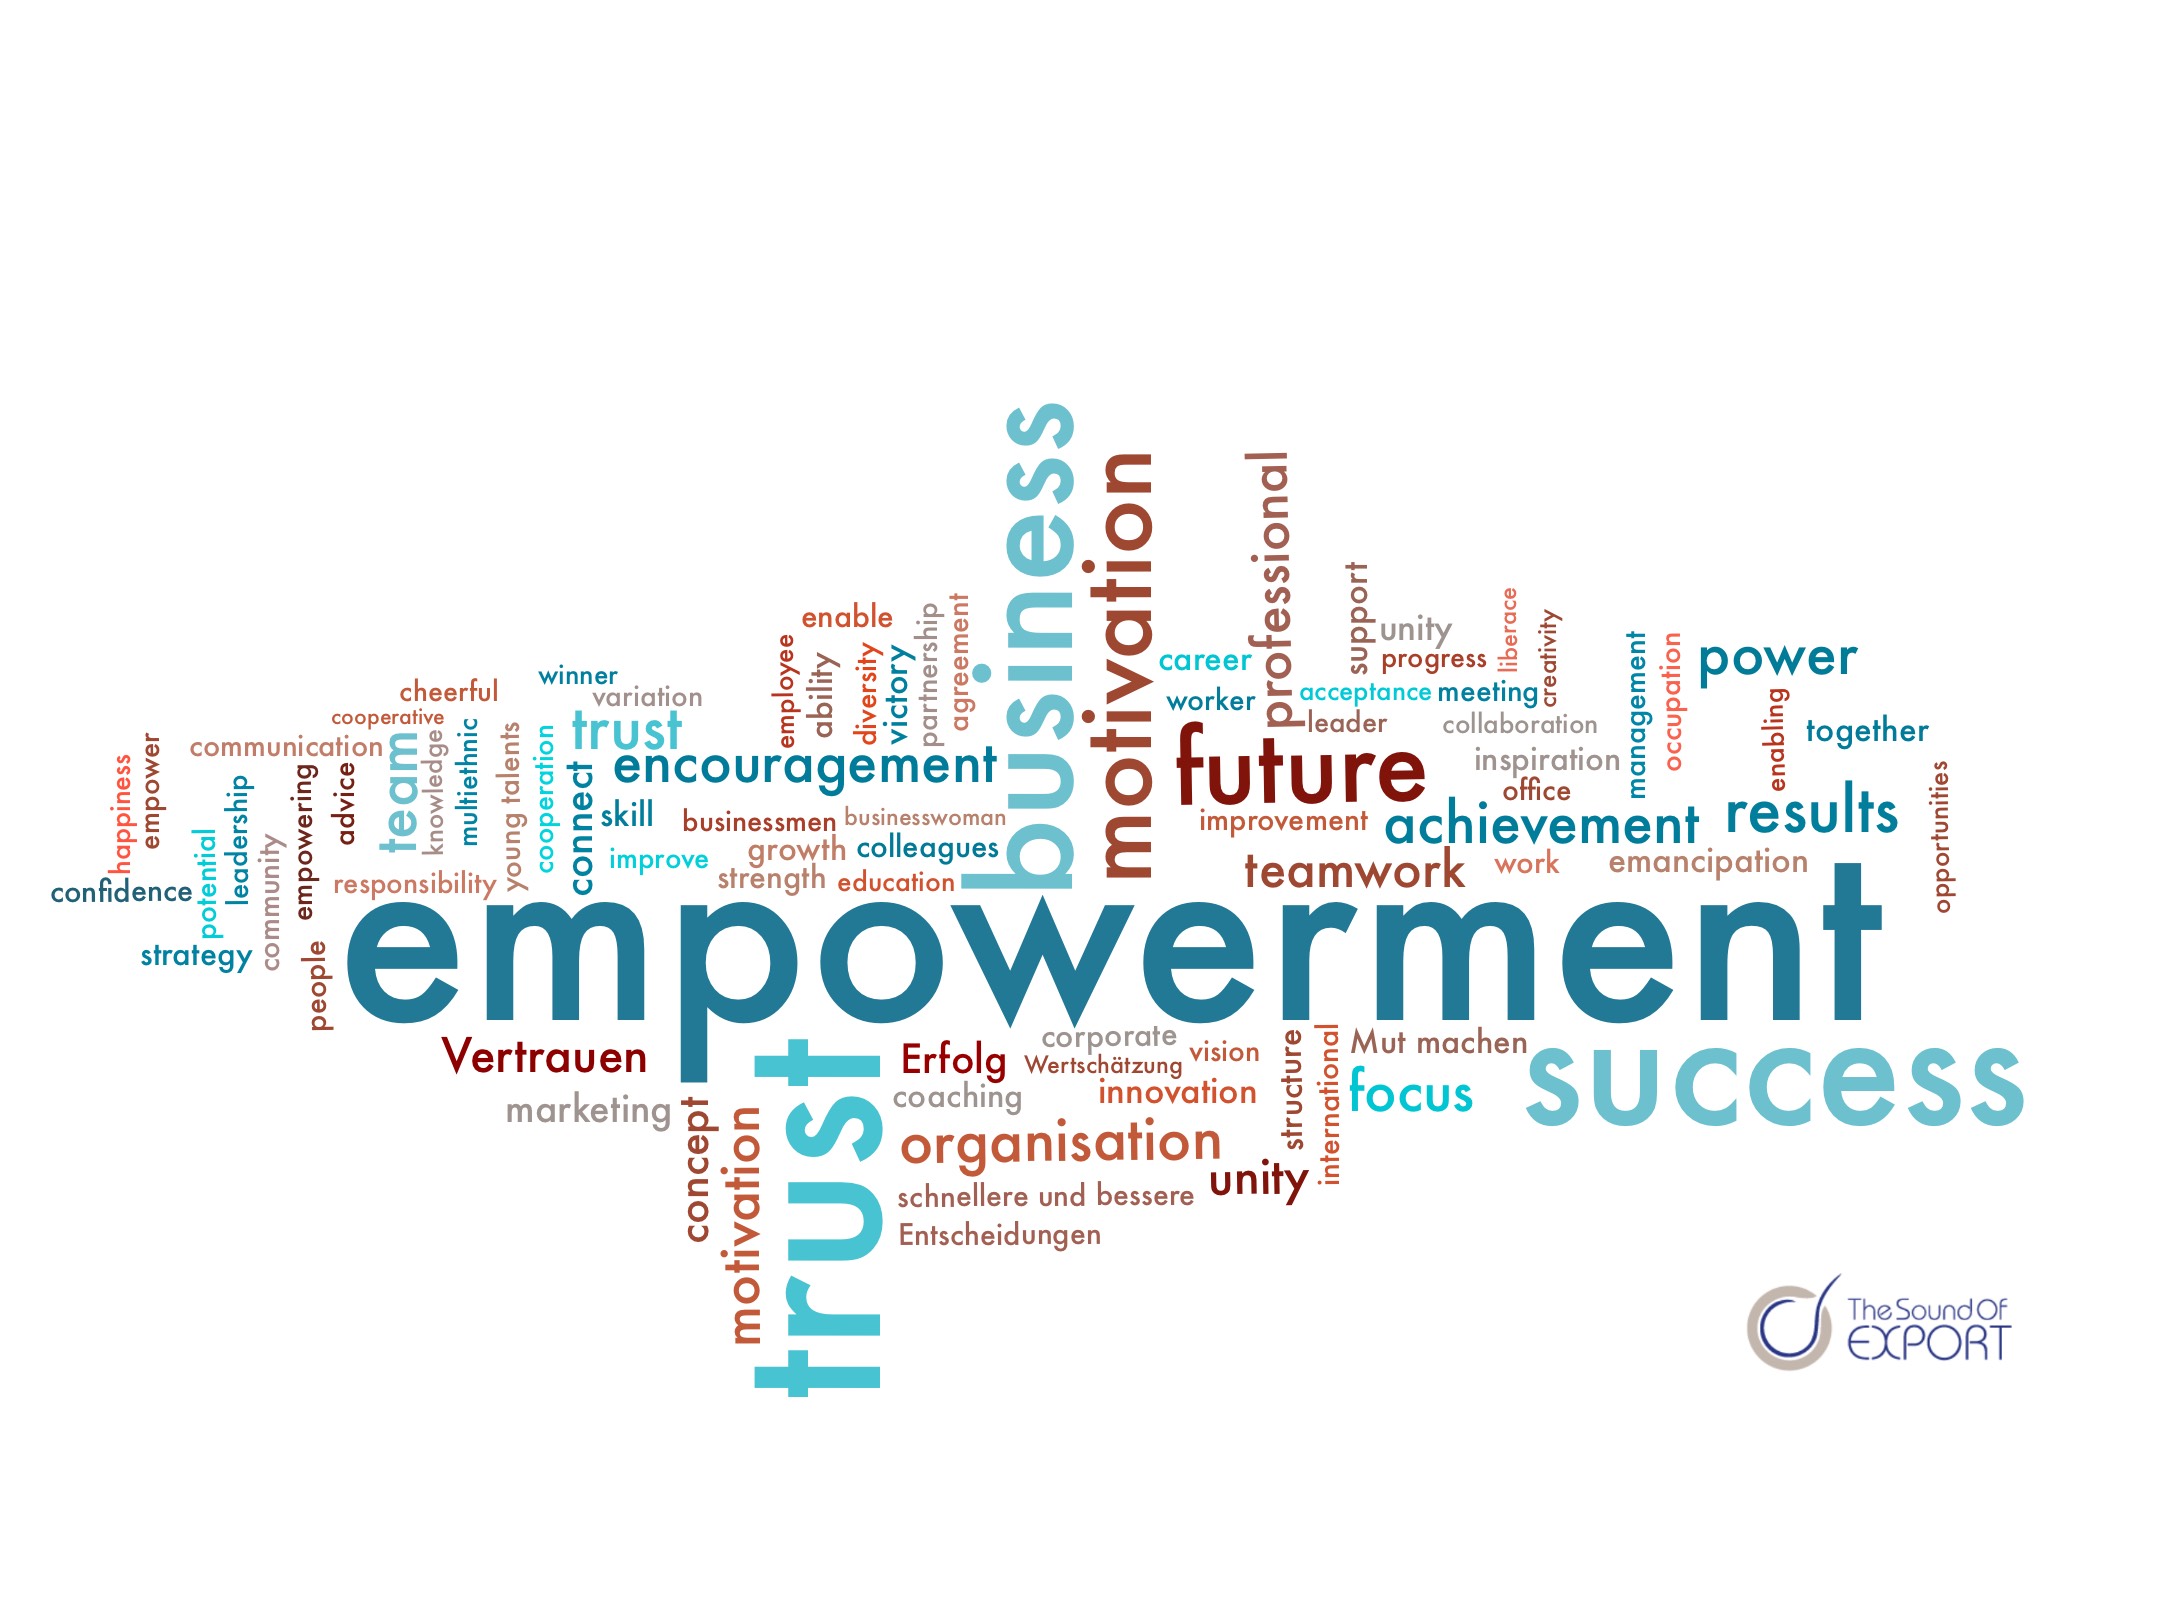 business
motivation
professional
support
enable
employee
ability
diversity
victory
partnership
agreement
career
worker
unity
progress
liberace
creativity
acceptance
meeting
leader
collaboration
inspiration
office
management
occupation
power
enabling
together
opportunities
winner
variation
cheerful
cooperative
communication
trust
encouragement
happiness
empower
potential
leadership
community
empowering
advice
team
knowledge
multiethnic
young talents
cooperation
connect
skill
improve
businessmen
businesswoman
growth
colleagues
strength
education
future
improvement
achievement
results
teamwork
work
emancipation
confidence
responsibility
strategy
people
empowerment
Vertrauen
marketing
concept
motivation
trust
Erfolg
corporate
Wertschätzung
vision
coaching
innovation
structure
international
Mut machen
focus
success
organisation
unity
schnellere und bessere
Entscheidungen
The Sound Of
EXPORT